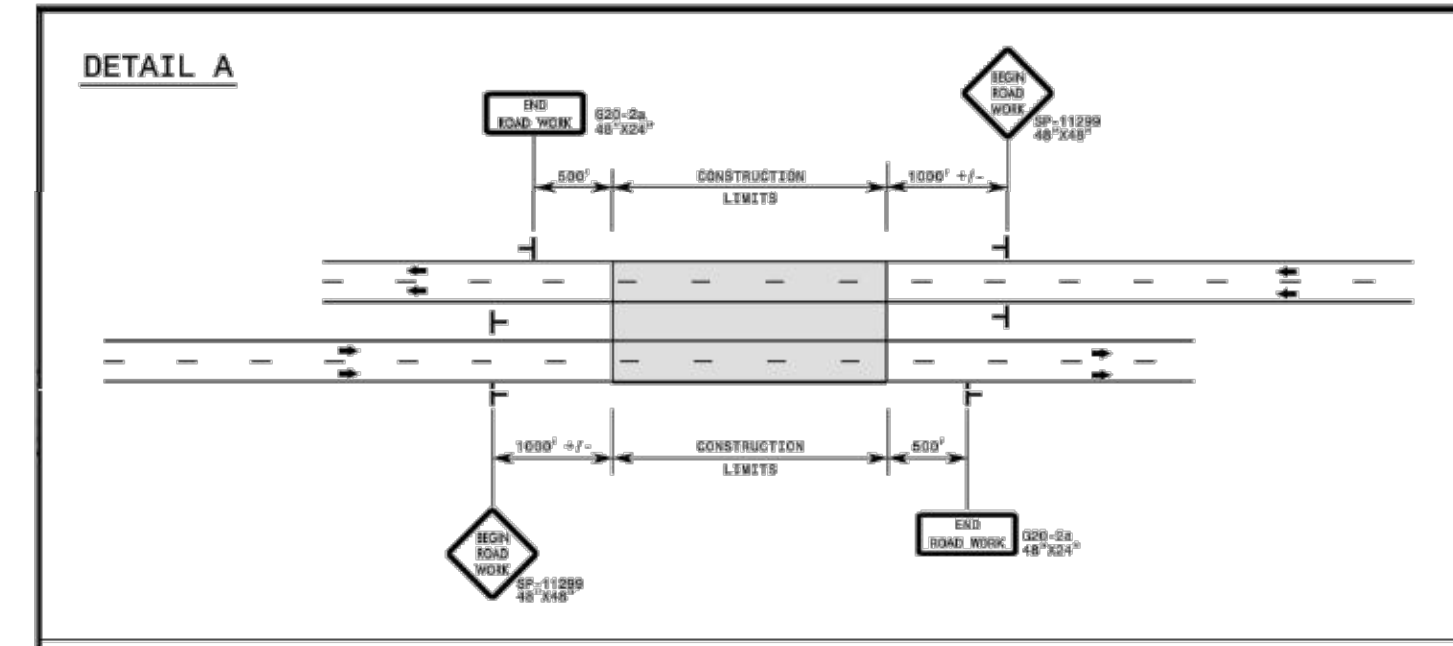 DETAIL A
END
ROAD WORK
G20-2a
48"X24"
BEGIN
ROAD
WORK
SP-11299
48"X48"
500'
CONSTRUCTION
LIMITS
1000' +/-
1000' +/-
CONSTRUCTION
LIMITS
500'
BEGIN
ROAD
WORK
SP-11299
48"X48"
END
ROAD WORK
G20-2a
48"X24"